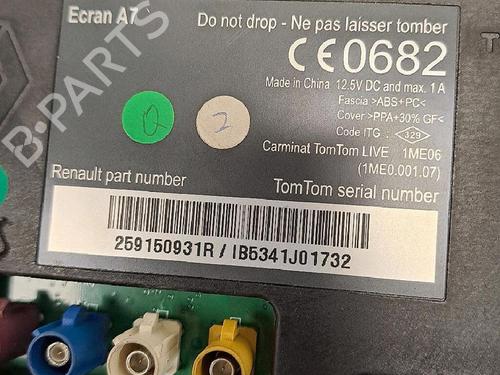 Ecran A7
Do not drop - Ne pas laisser tomber
CE0682
Made in China 12.5V DC and max. 1A
Fascia >ABS+PC<
Cover >PPA+30% GF<
Code ITG : 329
Carminat TomTom LIVE 1ME06
(1ME0.001.07)
Q
2
Renault part number
TomTom serial number
259150931R / IB5341J01732
B-PARTS